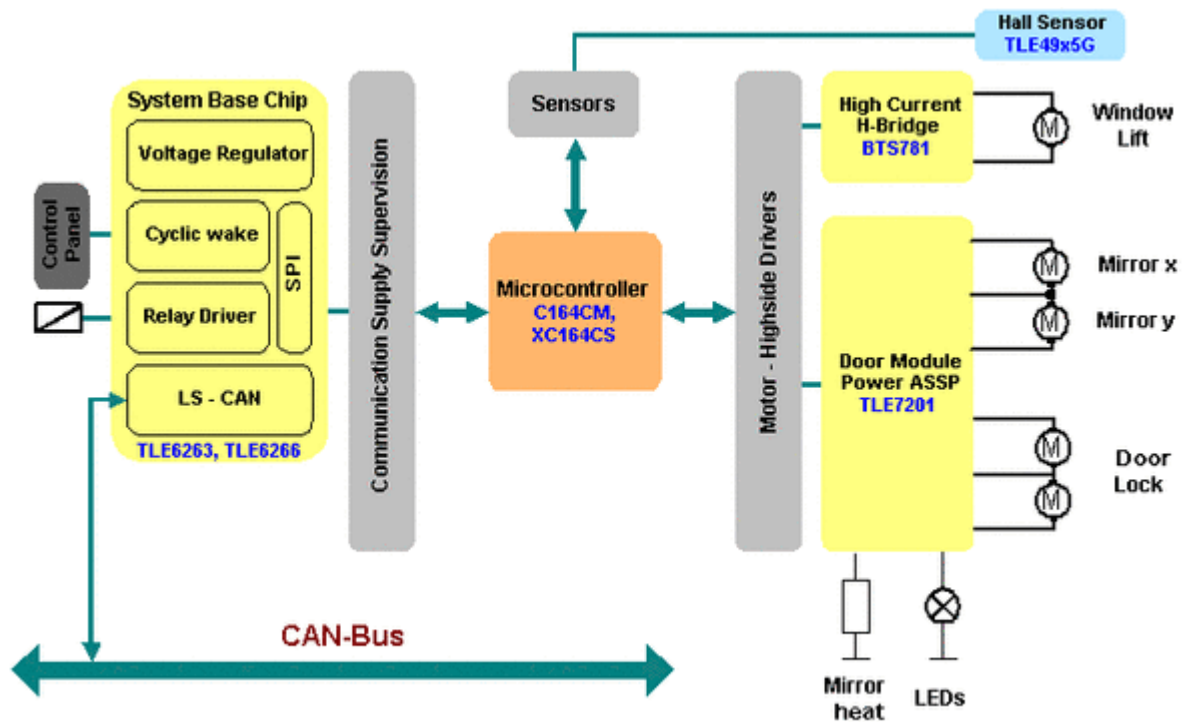 Hall Sensor
TLE49x5G
System Base Chip
Voltage Regulator
Cyclic wake
SPI
Relay Driver
LS - CAN
TLE6263, TLE6266
Control
Panel
Communication Supply Supervision
Sensors
Microcontroller
C164CM,
XC164CS
Motor - Highside Drivers
High Current
H-Bridge
BTS781
M
Window
Lift
Door Module
Power ASSP
TLE7201
M
Mirror x
M
Mirror y
M
M
Door
Lock
Mirror
heat
LEDs
CAN-Bus